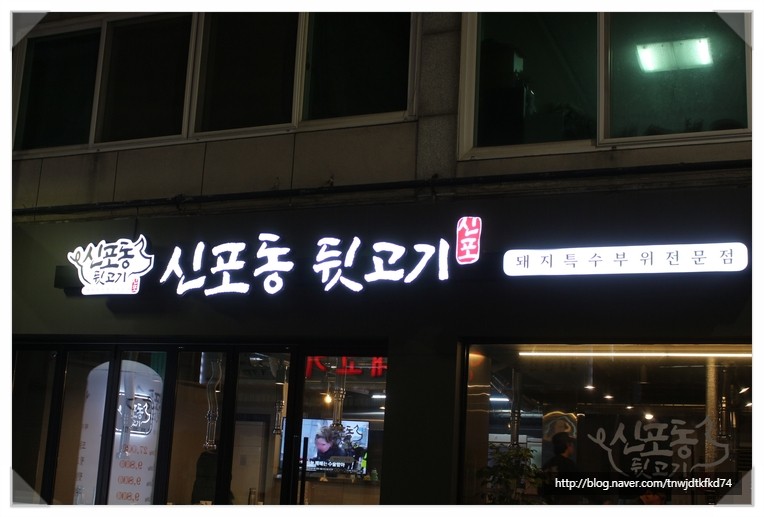 신포동
뒷고기
신포동 뒷고기
신포
돼지특수부위전문점
신포동
뒷고기
http://blog.naver.com/tnwjdtkfkd74